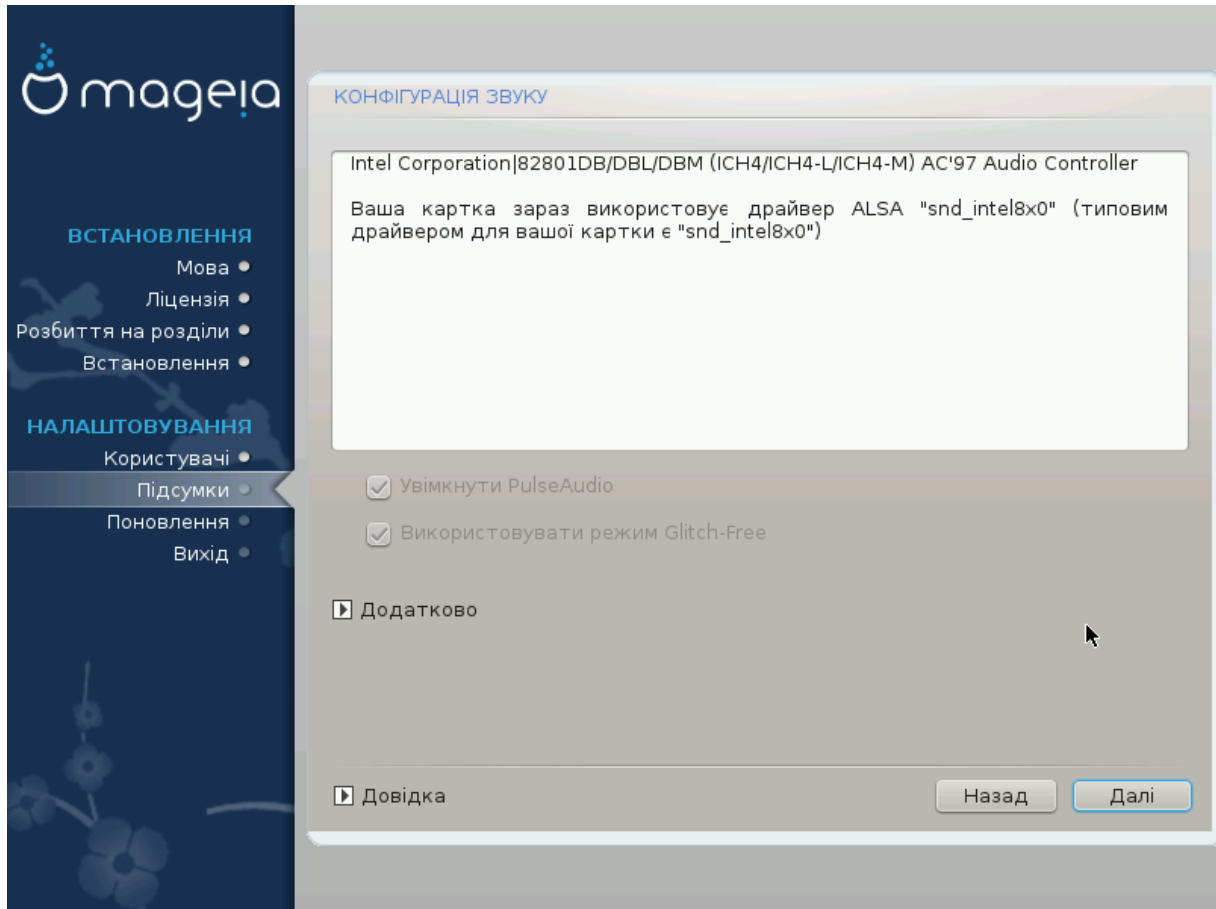 mageia
ВСТАНОВЛЕННЯ
Мова
Ліцензія
Розбиття на розділи
Встановлення
НАЛАШТОВУВАННЯ
Користувачі
Підсумки
Поновлення
Вихід
КОНФІГУРАЦІЯ ЗВУКУ
Intel Corporation|82801DB/DBL/DBM (ICH4/ICH4-L/ICH4-M) AC'97 Audio Controller
Ваша картка зараз використовує драйвер ALSA "snd_intel8x0" (типовим
драйвером для вашої картки є "snd_intel8x0")
Увімкнути PulseAudio
Використовувати режим Glitch-Free
Додатково
Довідка
Назад
Далі